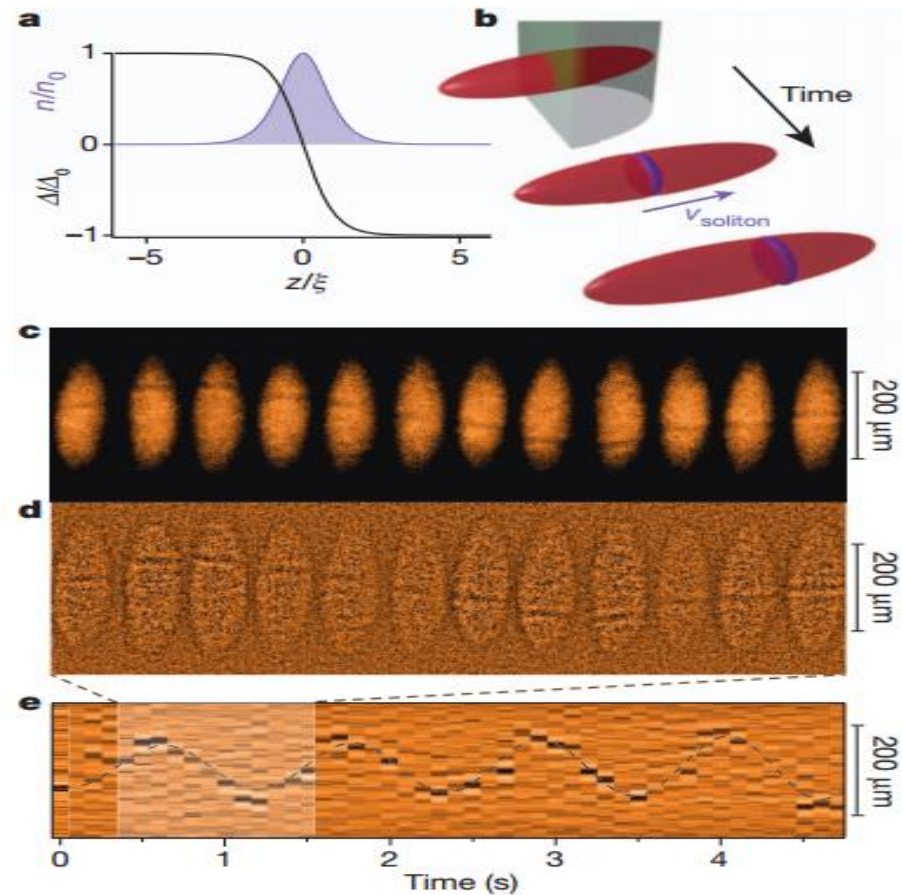 a
n/n₀
Δ/Δ₀
1
0
−1
−5
0
5
z/ξ
b
Time
Vsoliton
c
200 µm
d
200 µm
e
200 µm
0
1
2
3
4
Time (s)